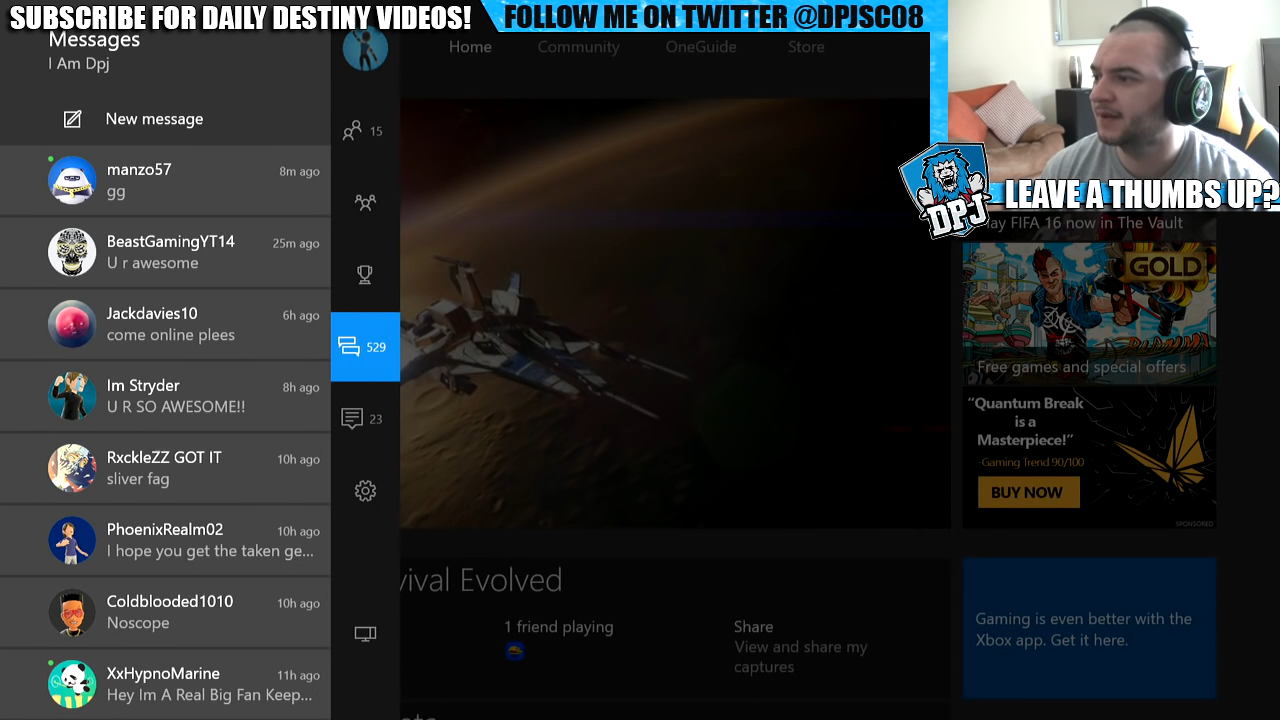 SUBSCRIBE FOR DAILY DESTINY VIDEOS!
FOLLOW ME ON TWITTER @DPJSC08
Messages
I Am Dpj
New message
manzo57
8m ago
gg
BeastGamingYT14
25m ago
U r awesome
Jackdavies10
6h ago
come online plees
Im Stryder
8h ago
U R SO AWESOME!!
RxckleZZ GOT IT
10h ago
sliver fag
PhoenixRealm02
10h ago
I hope you get the taken ge...
Coldblooded1010
10h ago
Noscope
XxHypnoMarine
11h ago
Hey Im A Real Big Fan Keep...
15
529
23
Home
Community
OneGuide
Store
DPJ
LEAVE A THUMBS UP?
lay FIFA 16 now in The Vault
GOLD
Free games and special offers
“Quantum Break
is a
Masterpiece!”
-Gaming Trend 90/100
BUY NOW
SPONSORED
vival Evolved
1 friend playing
Share
View and share my
captures
Gaming is even better with the
Xbox app. Get it here.